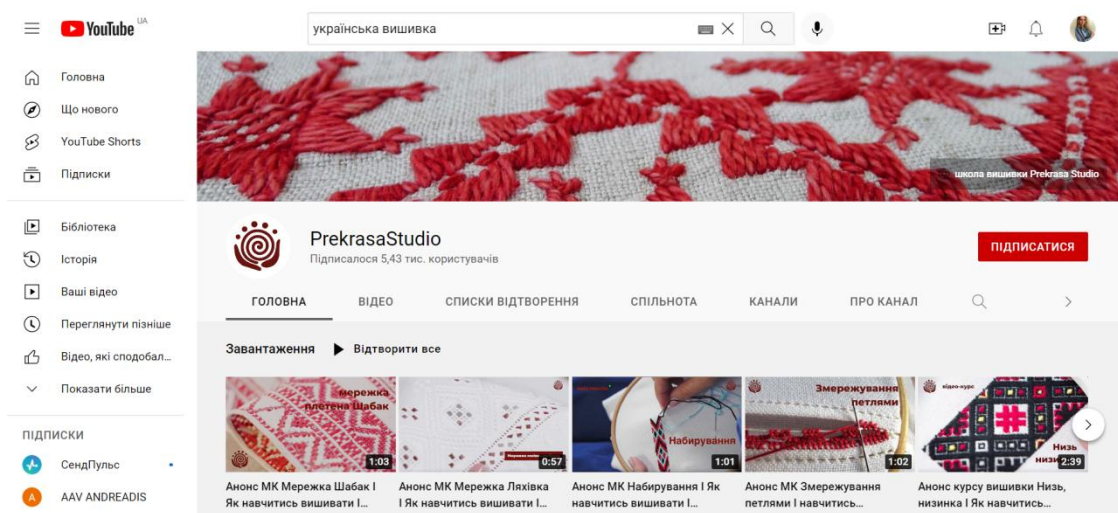 YouTube UA
українська вишивка
Головна
Що нового
YouTube Shorts
Підписки
Бібліотека
Історія
Ваші відео
Переглянути пізніше
Відео, які сподобал...
Показати більше
ПІДПИСКИ
СендПульс
A AAV ANDREADIS
школа вишивки Prekrasa Studio
PrekrasaStudio
Підписалося 5,43 тис. користувачів
ПІДПИСАТИСЯ
ГОЛОВНА ВІДЕО СПИСКИ ВІДТВОРЕННЯ СПІЛЬНОТА КАНАЛИ ПРО КАНАЛ
Завантаження Відтворити все
мережка
плетена Шабак
1:03
Анонс МК Мережка Шабак І
Як навчитись вишивати І...
0:57
Анонс МК Мережка Ляхівка
І Як навчитись вишивати І...
Набирування
1:01
Анонс МК Набирування І Як
навчитись вишивати І...
Змережування
петлями
1:02
Анонс МК Змережування
петлями І навчитись...
відео-курс
Низь
низинка
2:39
Анонс курсу вишивки Низь,
низинка І Як навчитись...